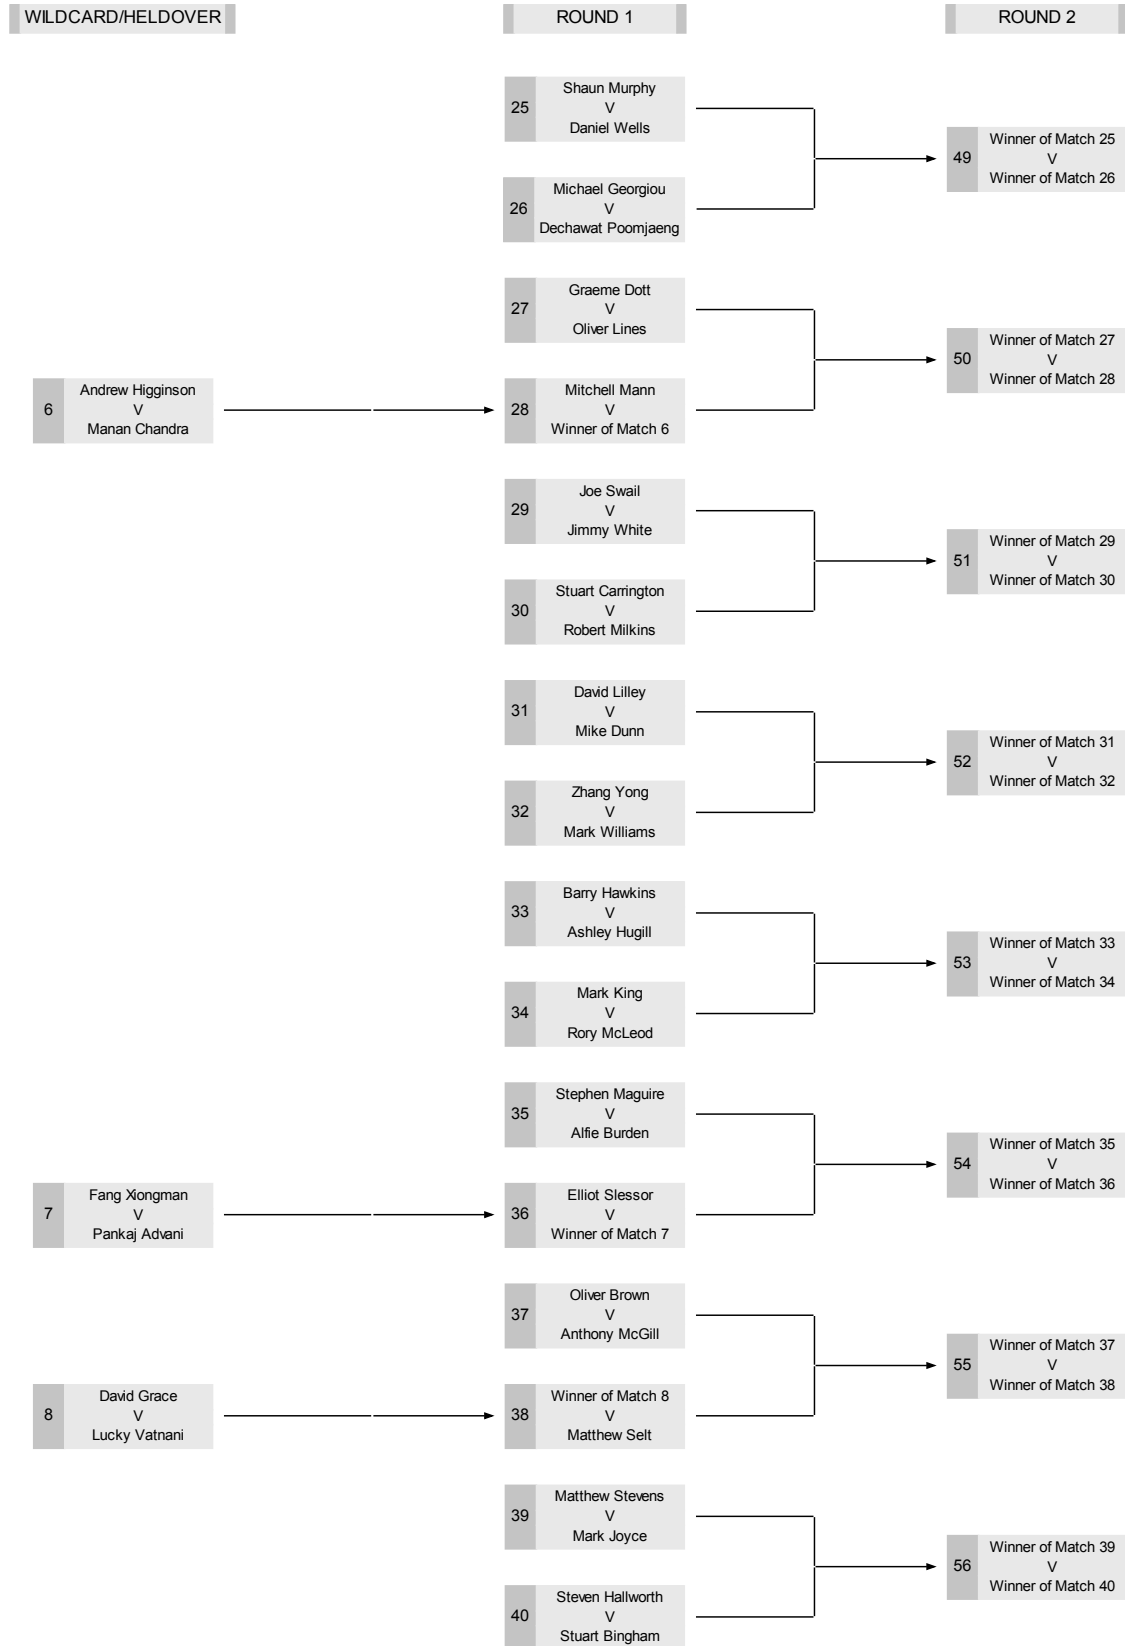 WILDCARD/HELDOVER
ROUND 1
ROUND 2
25
Shaun Murphy
V
Daniel Wells
26
Michael Georgiou
V
Dechawat Poomjaeng
49
Winner of Match 25
V
Winner of Match 26
27
Graeme Dott
V
Oliver Lines
6
Andrew Higginson
V
Manan Chandra
28
Mitchell Mann
V
Winner of Match 6
50
Winner of Match 27
V
Winner of Match 28
29
Joe Swail
V
Jimmy White
30
Stuart Carrington
V
Robert Milkins
51
Winner of Match 29
V
Winner of Match 30
31
David Lilley
V
Mike Dunn
32
Zhang Yong
V
Mark Williams
52
Winner of Match 31
V
Winner of Match 32
33
Barry Hawkins
V
Ashley Hugill
34
Mark King
V
Rory McLeod
53
Winner of Match 33
V
Winner of Match 34
35
Stephen Maguire
V
Alfie Burden
7
Fang Xiongman
V
Pankaj Advani
36
Elliot Slessor
V
Winner of Match 7
54
Winner of Match 35
V
Winner of Match 36
37
Oliver Brown
V
Anthony McGill
8
David Grace
V
Lucky Vatnani
38
Winner of Match 8
V
Matthew Selt
55
Winner of Match 37
V
Winner of Match 38
39
Matthew Stevens
V
Mark Joyce
40
Steven Hallworth
V
Stuart Bingham
56
Winner of Match 39
V
Winner of Match 40